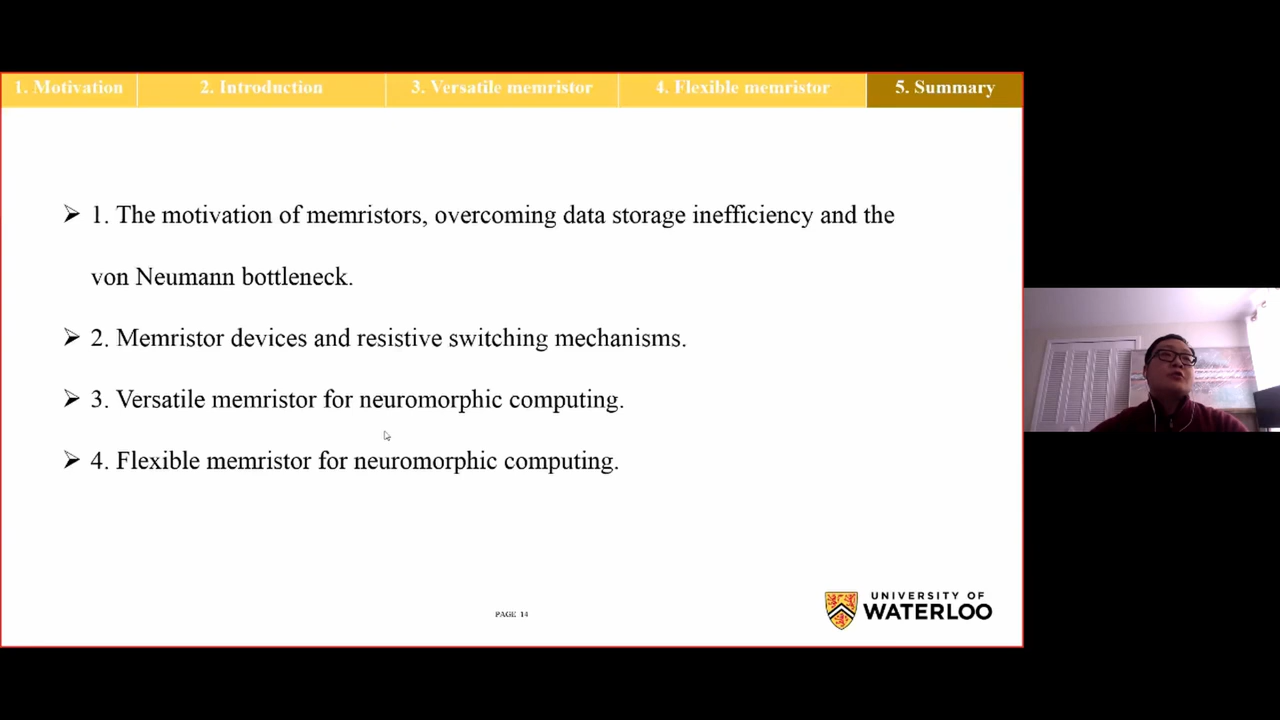 1. Motivation
2. Introduction
3. Versatile memristor
4. Flexible memristor
5. Summary
➢ 1. The motivation of memristors, overcoming data storage inefficiency and the
von Neumann bottleneck.
➢ 2. Memristor devices and resistive switching mechanisms.
➢ 3. Versatile memristor for neuromorphic computing.
➢ 4. Flexible memristor for neuromorphic computing.
PAGE 14
UNIVERSITY OF
WATERLOO